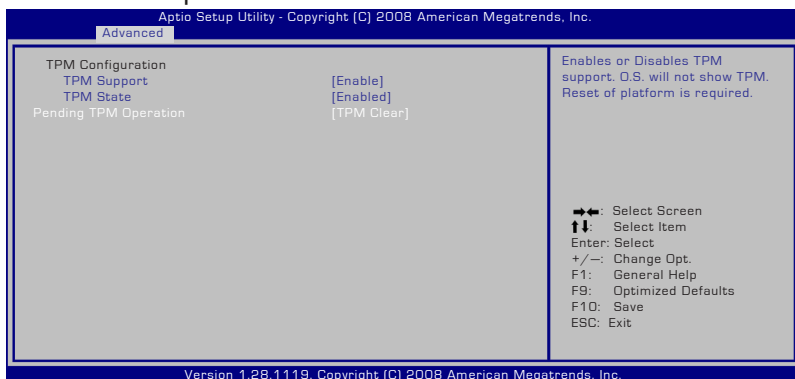 Aptio Setup Utility - Copyright (C) 2008 American Megatrends, Inc.
Advanced
TPM Configuration
TPM Support [Enable]
TPM State [Enabled]
Pending TPM Operation [TPM Clear]
Enables or Disables TPM
support. O.S. will not show TPM.
Reset of platform is required.
→←: Select Screen
↑↓: Select Item
Enter: Select
+/—: Change Opt.
F1: General Help
F9: Optimized Defaults
F10: Save
ESC: Exit
Version 1.28.1119. Copyright (C) 2008 American Megatrends, Inc.